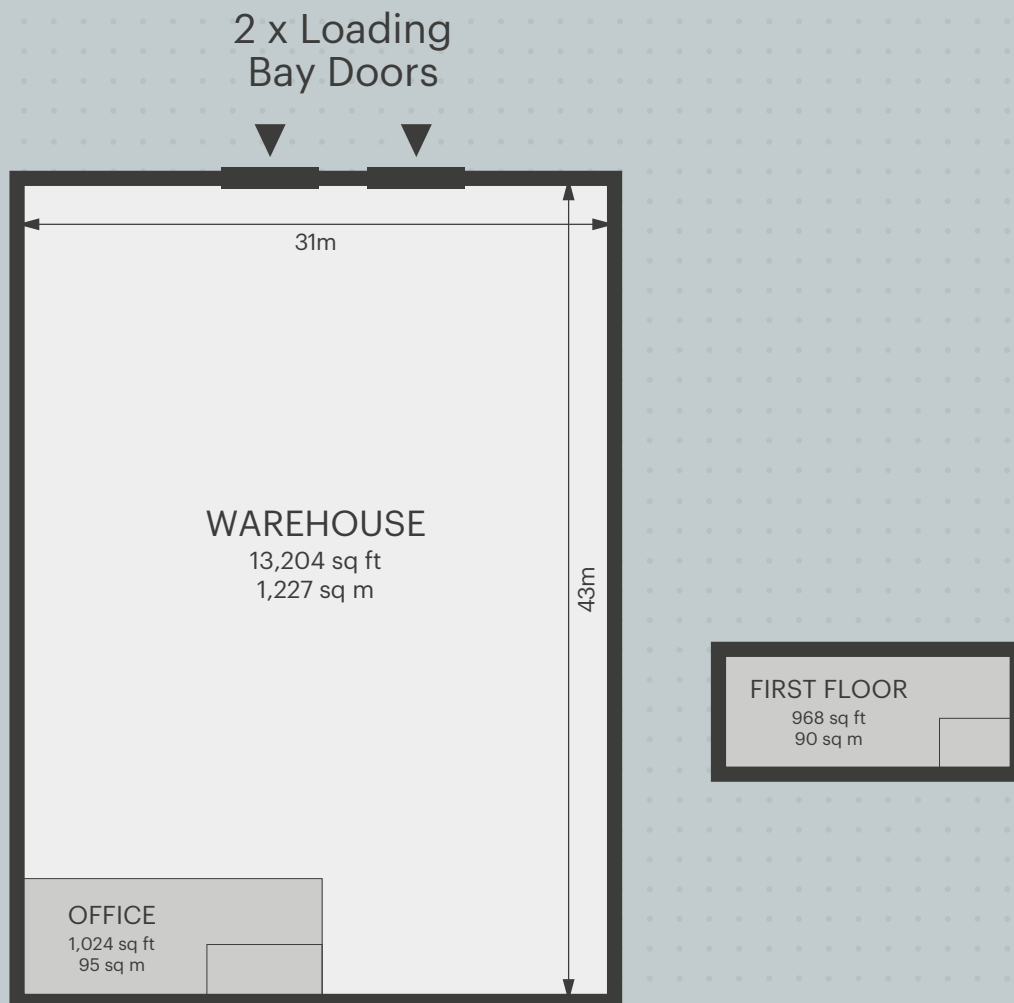 2 x Loading
Bay Doors
31m
WAREHOUSE
13,204 sq ft
1,227 sq m
43m
FIRST FLOOR
968 sq ft
90 sq m
OFFICE
1,024 sq ft
95 sq m